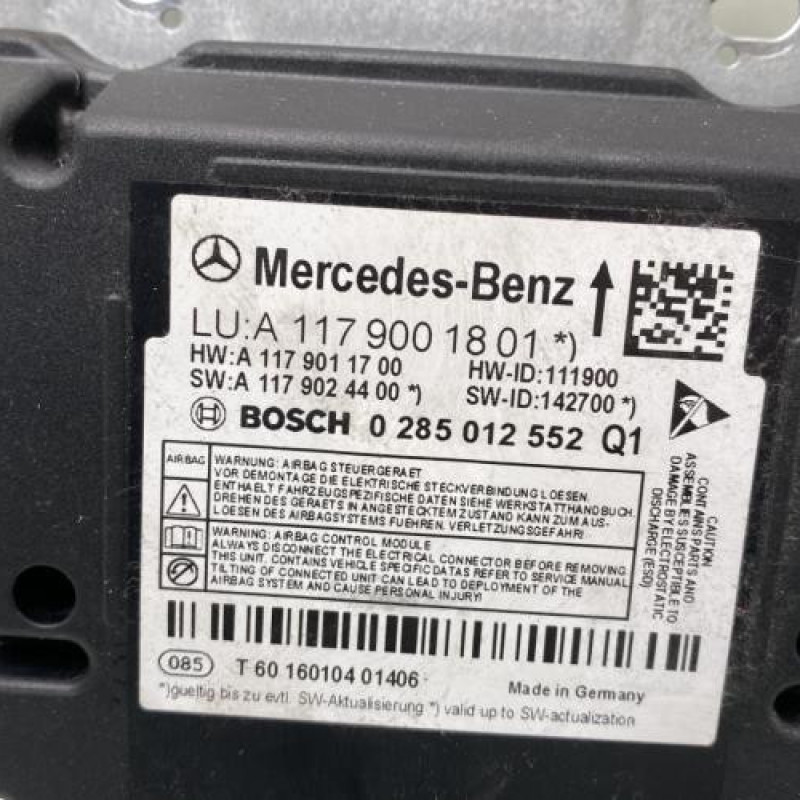 Mercedes-Benz
LU:A 117 900 18 01 *)
HW:A 117 901 17 00 HW-ID:111900
SW:A 117 902 44 00 *) SW-ID:142700 *)
BOSCH 0 285 012 552 Q1
AIRBAG
WARNUNG: AIRBAG STEUERGERAET
VOR DEMONTAGE DIE ELEKTRISCHE STECKVERBINDUNG LOESEN.
ENTHAELT FAHRZEUGSPEZIFISCHE DATEN SIEHE WERKSTATTHANDBUCH
DREHEN DES GERAETS IN ANGESTECKTEM ZUSTAND KANN ZUM AUS-
LOESEN DES AIRBAGSYSTEMS FUEHREN. VERLETZUNGSGEFAHR!
WARNING: AIRBAG CONTROL MODULE
ALWAYS DISCONNECT THE ELECTRICAL CONNECTOR BEFORE REMOVING
THIS UNIT. CONTAINS VEHICLE SPECIFIC DATAS REFER TO SERVICE MANUAL
TILTING OF CONNECTED UNIT CAN LEAD TO DEPLOYMENT OF THE
AIRBAG SYSTEM AND CAUSE PERSONAL INJURY!
CAUTION
CONTAINS PARTS AND
ASSEMBLIES SUSCEPTIBLE TO
DAMAGE BY ELECTROSTATIC
DISCHARGE (ESD)
085 T 60 160104 01406 Made in Germany
*)gueltig bis zu evtl. SW-Aktualisierung *) valid up to SW-actualization